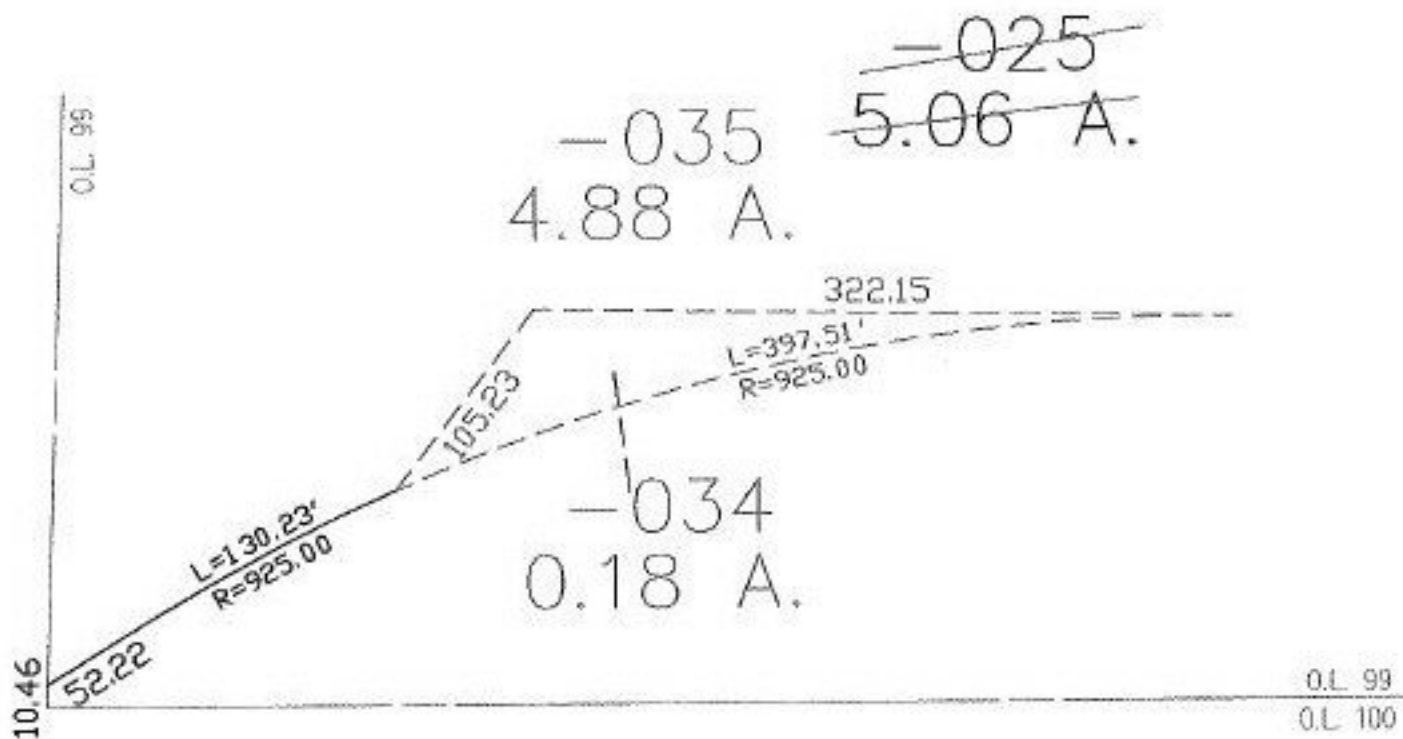 -025
5.06 A.
O.L. 99
-035
4.88 A.
322.15
L=397.51'
R=925.00
105.23
-034
0.18 A.
L=130.23'
R=925.00
52.22
10.46
O.L. 99
O.L. 100